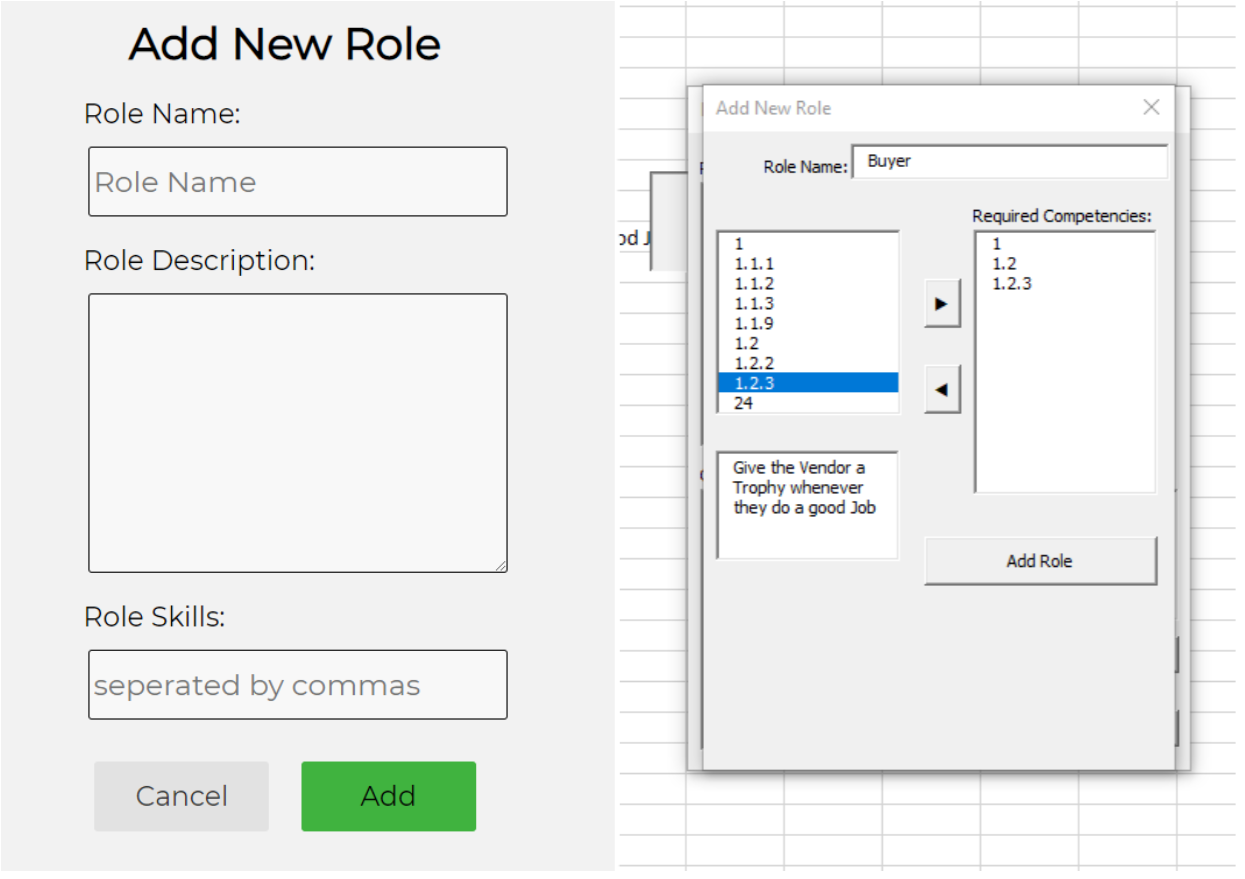 Add New Role
Role Name:
Role Name
Role Description:
Role Skills:
seperated by commas
Cancel
Add
Add New Role
Role Name:
Buyer
Required Competencies:
1
1.1.1
1.1.2
1.1.3
1.1.9
1.2
1.2.2
1.2.3
24
1
1.2
1.2.3
Give the Vendor a
Trophy whenever
they do a good Job
Add Role